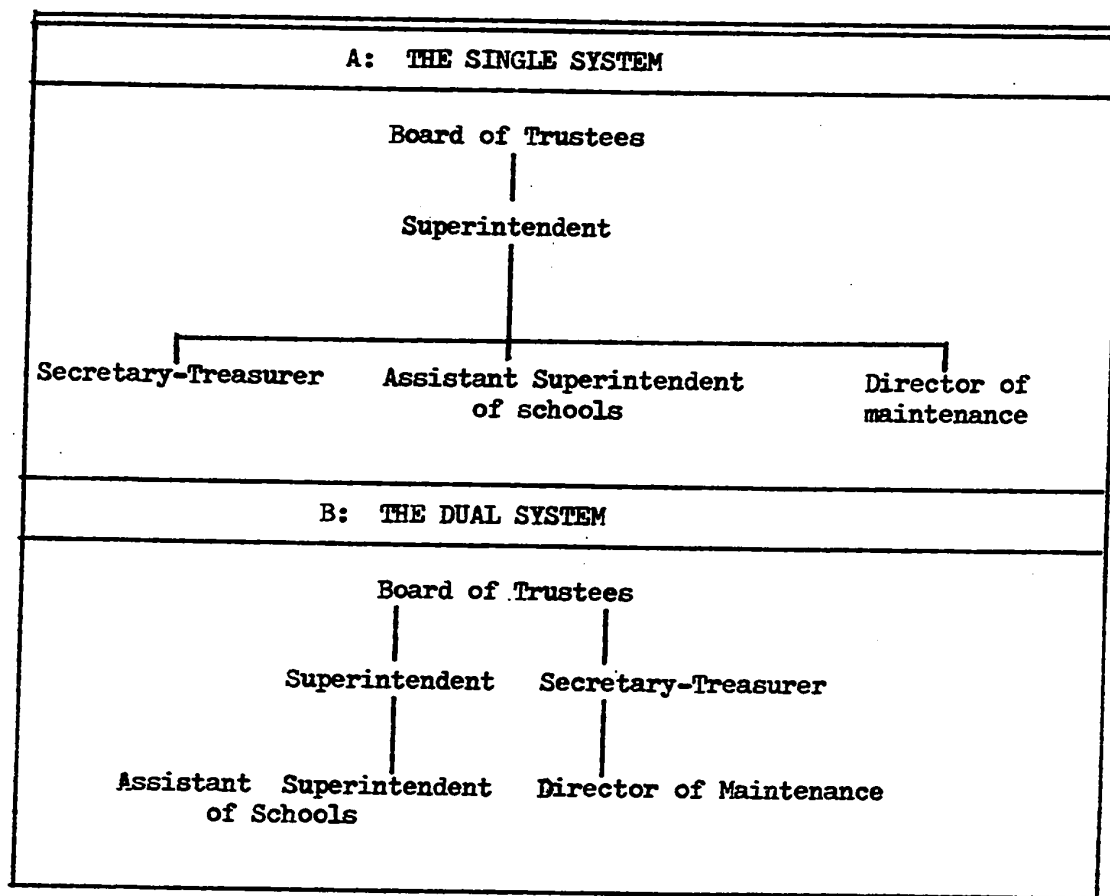 A: THE SINGLE SYSTEM
Board of Trustees
Superintendent
Secretary-Treasurer
Assistant Superintendent
of schools
Director of
maintenance
B: THE DUAL SYSTEM
Board of Trustees
Superintendent
Secretary-Treasurer
Assistant Superintendent
of Schools
Director of Maintenance